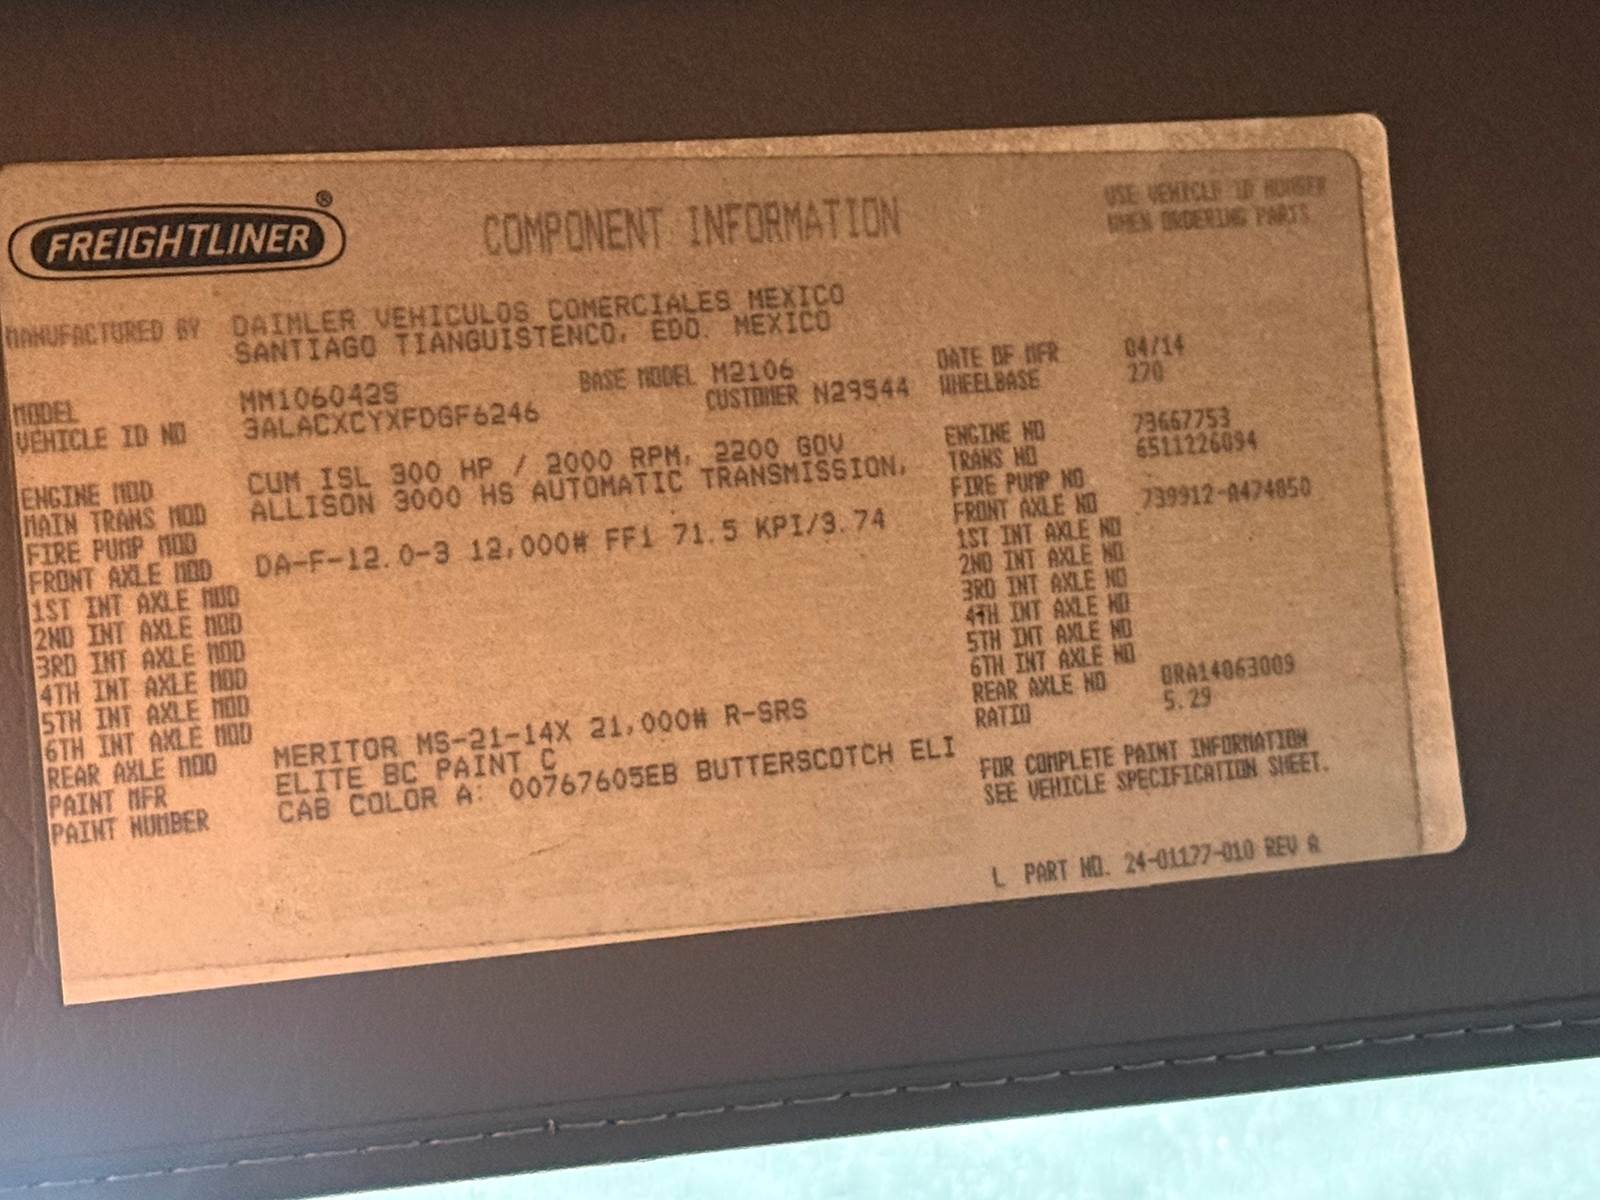 FREIGHTLINER ®
COMPONENT INFORMATION
USE VEHICLE ID NUMBER
WHEN ORDERING PARTS
MANUFACTURED BY DAIMLER VEHICULOS COMERCIALES MEXICO
SANTIAGO TIANGUISTENCO, EDO. MEXICO
MODEL MM106042S BASE MODEL M2106 DATE OF MFR 04/14
VEHICLE ID NO 3ALACXCYXFDGF6246 CUSTOMER N29544 WHEELBASE 270
ENGINE MOD CUM ISL 300 HP / 2000 RPM, 2200 GOV ENGINE NO 73667753
MAIN TRANS MOD ALLISON 3000 HS AUTOMATIC TRANSMISSION, TRANS NO 6511226094
FIRE PUMP MOD FIRE PUMP NO
FRONT AXLE MOD DA-F-12.0-3 12,000# FF1 71.5 KPI/3.74 FRONT AXLE NO 739912-A474050
1ST INT AXLE MOD 1ST INT AXLE NO
2ND INT AXLE MOD 2ND INT AXLE NO
3RD INT AXLE MOD 3RD INT AXLE NO
4TH INT AXLE MOD 4TH INT AXLE NO
5TH INT AXLE MOD 5TH INT AXLE NO
6TH INT AXLE MOD 6TH INT AXLE NO
REAR AXLE MOD MERITOR MS-21-14X 21,000# R-SRS REAR AXLE NO ORA14063009
PAINT MFR ELITE BC PAINT C RATIO 5.29
PAINT NUMBER CAB COLOR A: 00767605EB BUTTERSCOTCH ELI
FOR COMPLETE PAINT INFORMATION
SEE VEHICLE SPECIFICATION SHEET.
L PART NO. 24-01177-010 REV A